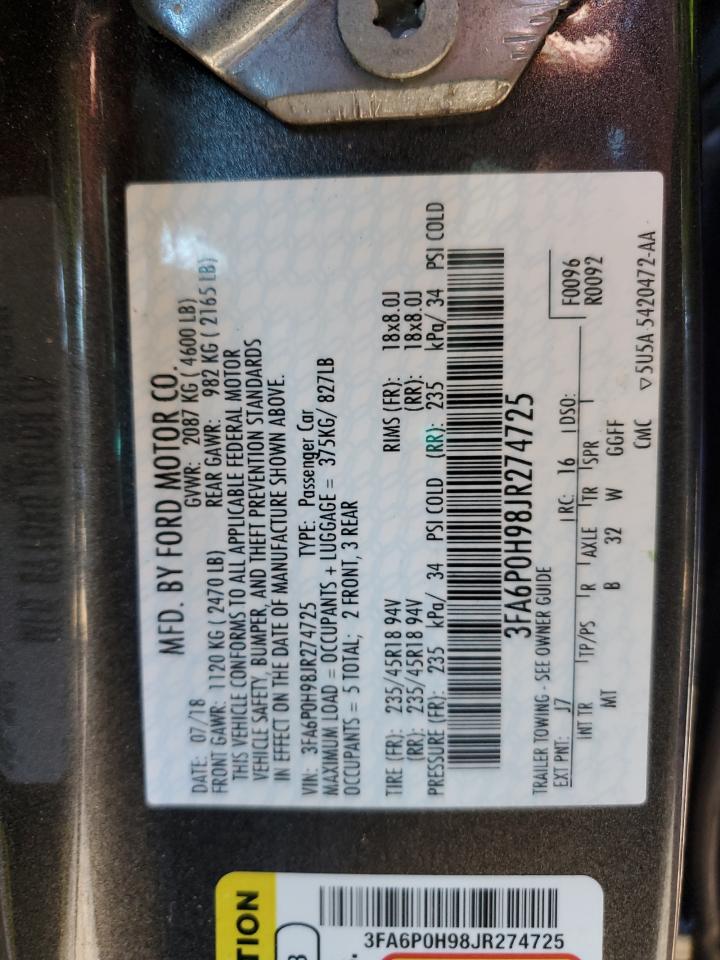 MFD. BY FORD MOTOR CO.
DATE: 07/18 GVWR: 2087 KG ( 4600 LB)
FRONT GAWR: 1120 KG ( 2470 LB) REAR GAWR: 982 KG ( 2165 LB)
THIS VEHICLE CONFORMS TO ALL APPLICABLE FEDERAL MOTOR
VEHICLE SAFETY, BUMPER, AND THEFT PREVENTION STANDARDS
IN EFFECT ON THE DATE OF MANUFACTURE SHOWN ABOVE.
VIN: 3FA6P0H98JR274725 TYPE: Passenger Car
MAXIMUM LOAD = OCCUPANTS + LUGGAGE = 375KG/ 827LB
OCCUPANTS = 5 TOTAL; 2 FRONT, 3 REAR
TIRE (FR): 235/45R18 94V RIMS (FR): 18x8.0J
(RR): 235/45R18 94V (RR): 18x8.0J
PRESSURE (FR): 235 kPa/ 34 PSI COLD (RR): 235 kPa/ 34 PSI COLD
3FA6P0H98JR274725
TRAILER TOWING - SEE OWNER GUIDE F0096
EXT PNT: J7 RC: 16 DSO: R0092
INT TR TP/PS R AXLE TR SPR
MT B 32 W GGFF
CMC ▽5U5A-5420472-AA
TION
3FA6P0H98JR274725